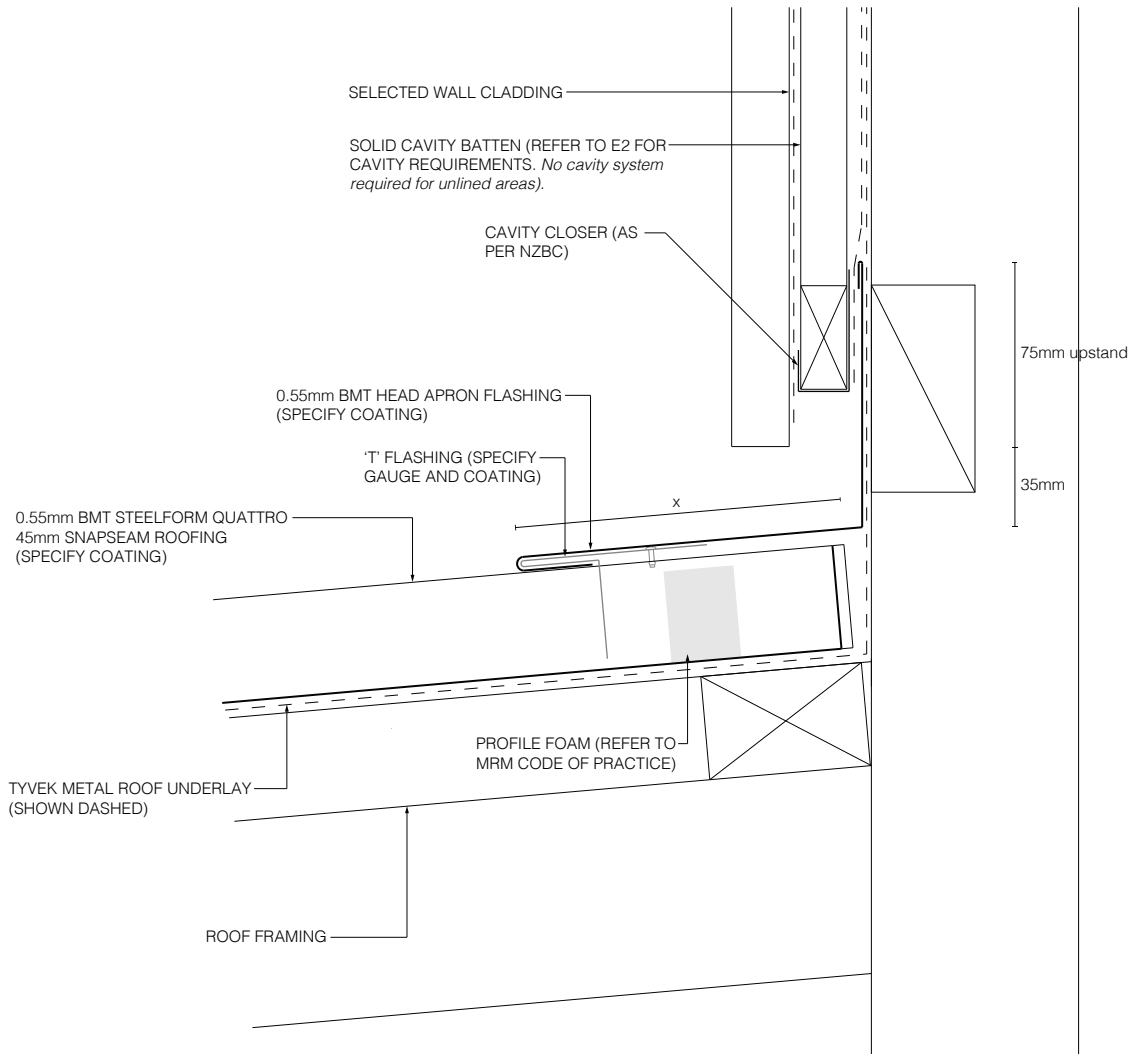 SELECTED WALL CLADDING
SOLID CAVITY BATTEN (REFER TO E2 FOR
CAVITY REQUIREMENTS. No cavity system
required for unlined areas).
CAVITY CLOSER (AS
PER NZBC)
75mm upstand
0.55mm BMT HEAD APRON FLASHING
(SPECIFY COATING)
'T' FLASHING (SPECIFY
GAUGE AND COATING)
35mm
x
0.55mm BMT STEELFORM QUATTRO
45mm SNAPSEAM ROOFING
(SPECIFY COATING)
PROFILE FOAM (REFER TO
MRM CODE OF PRACTICE)
TYVEK METAL ROOF UNDERLAY
(SHOWN DASHED)
ROOF FRAMING